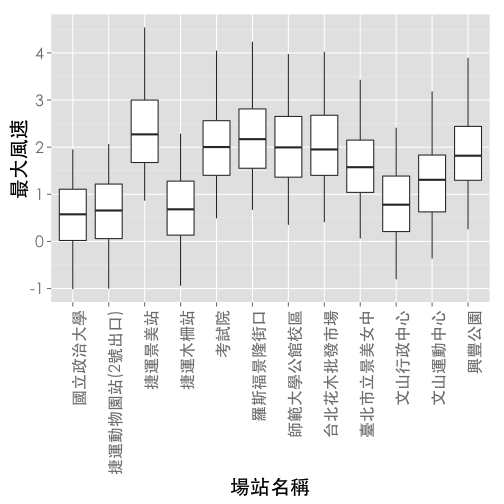 最大風速
4
3
2
1
0
-1
國立政治大學
捷運動物園站(2號出口)
捷運景美站
捷運木柵站
考試院
羅斯福景隆街口
師範大學公館校區
台北花木批發市場
臺北市立景美女中
文山行政中心
文山運動中心
興豐公園
場站名稱